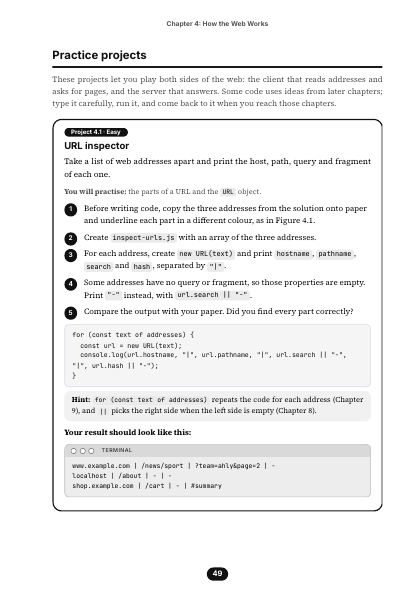 Chapter 4: How the Web Works
Practice projects
These projects let you play both sides of the web: the client that reads addresses and
asks for pages, and the server that answers. Some code uses ideas from later chapters;
type it carefully, run it, and come back to it when you reach those chapters.
Project 4.1 · Easy
URL inspector
Take a list of web addresses apart and print the host, path, query and fragment
of each one.
You will practise: the parts of a URL and the URL object.
1 Before writing code, copy the three addresses from the solution onto paper
and underline each part in a different colour, as in Figure 4.1.
2 Create inspect-urls.js with an array of the three addresses.
3 For each address, create new URL(text) and print hostname, pathname,
search and hash, separated by "|".
4 Some addresses have no query or fragment, so those properties are empty.
Print "-" instead, with url.search || "-".
5 Compare the output with your paper. Did you find every part correctly?
for (const text of addresses) {
  const url = new URL(text);
  console.log(url.hostname, "|", url.pathname, "|", url.search || "-",
"|", url.hash || "-");
}
Hint: for (const text of addresses) repeats the code for each address (Chapter
9), and || picks the right side when the left side is empty (Chapter 8).
Your result should look like this:
TERMINAL
www.example.com | /news/sport | ?team=ahly&page=2 | -
localhost | /about | - | -
shop.example.com | /cart | - | #summary
49